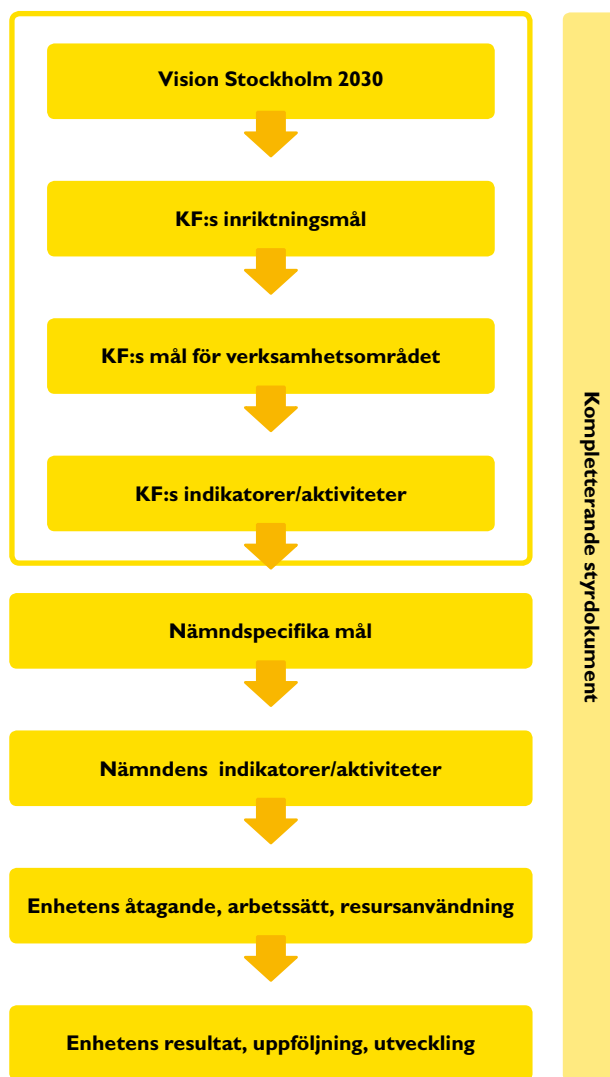 Vision Stockholm 2030
KF:s inriktningsmål
KF:s mål för verksamhetsområdet
KF:s indikatorer/aktiviteter
Nämndspecifika mål
Nämndens indikatorer/aktiviteter
Enhetens åtagande, arbetssätt, resursanvändning
Enhetens resultat, uppföljning, utveckling
Kompletterande styrdokument